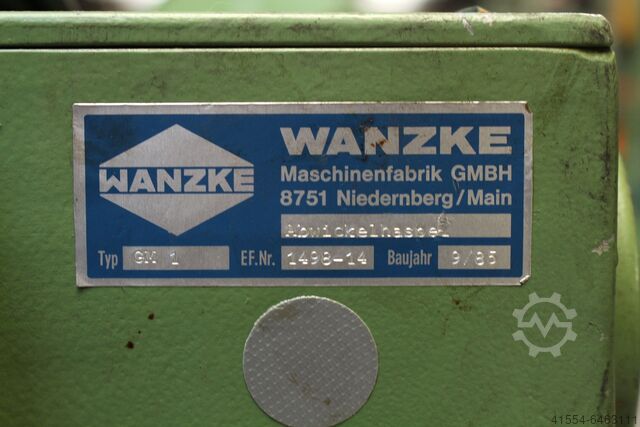 WANZKE
WANZKE
Maschinenfabrik GMBH
8751 Niedernberg/Main
Abwickelhaspel
Typ GM 1 EF.Nr. 1498-14 Baujahr 9/85
41554-6463111